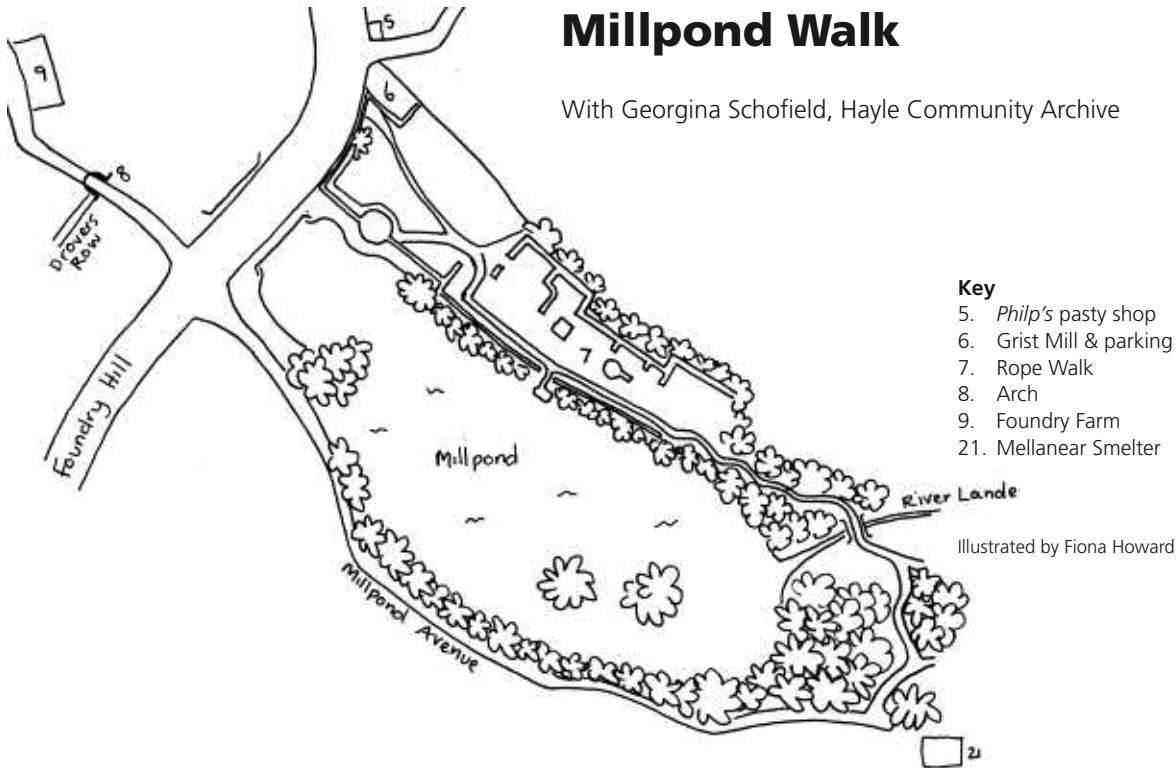 Millpond Walk
With Georgina Schofield, Hayle Community Archive
5
9
6
8
Drovers
Row
Foundry Hill
7
Millpond
River Lande
Millpond Avenue
21
Key
5. Philp's pasty shop
6. Grist Mill & parking
7. Rope Walk
8. Arch
9. Foundry Farm
21. Mellanear Smelter
Illustrated by Fiona Howard